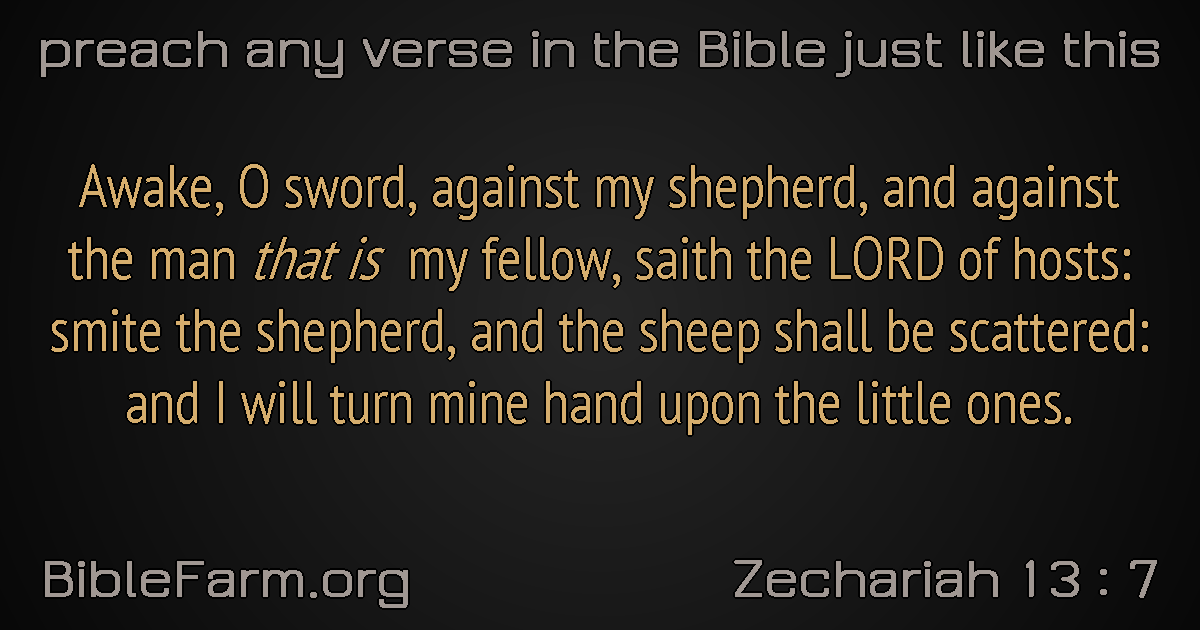 preach any verse in the Bible just like this
Awake, O sword, against my shepherd, and against
the man that is my fellow, saith the LORD of hosts:
smite the shepherd, and the sheep shall be scattered:
and I will turn mine hand upon the little ones.
BibleFarm.org
Zechariah 13 : 7